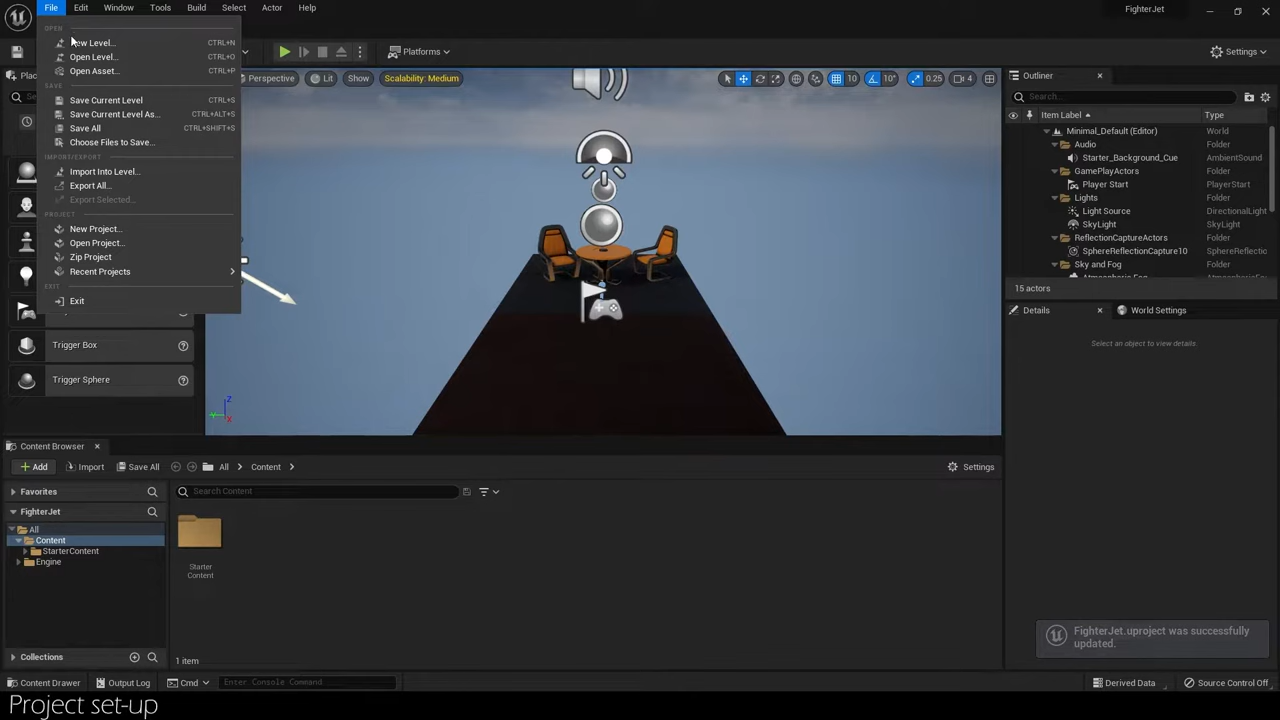 File Edit Window Tools Build Select Actor Help
FighterJet
OPEN
New Level... CTRL+N
Open Level... CTRL+O
Open Asset... CTRL+P
SAVE
Save Current Level CTRL+S
Save Current Level As... CTRL+ALT+S
Save All CTRL+SHIFT+S
Choose Files to Save...
IMPORT/EXPORT
Import Into Level...
Export All...
Export Selected...
PROJECT
New Project...
Open Project...
Zip Project
Recent Projects
EXIT
Exit
Platforms
Settings
Perspective Lit Show Scalability: Medium
10 10° 0.25 4
Trigger Box
Trigger Sphere
Z
X
Outliner
Search...
Item Label Type
Minimal_Default (Editor) World
Audio
Starter_Background_Cue AmbientSound
GamePlayActors
Player Start PlayerStart
Lights
Light Source DirectionalLight
SkyLight SkyLight
ReflectionCaptureActors
SphereReflectionCapture10 SphereReflectio
Sky and Fog
15 actors
Details World Settings
Select an object to view details.
Content Browser
Add Import Save All All Content Settings
Favorites
Search Content
FighterJet
All
Content
StarterContent
Engine
Starter
Content
FighterJet.uproject was successfully
updated.
Collections
1 item
Content Drawer Output Log Cmd Enter Console Command Derived Data Source Control Off
Project set-up